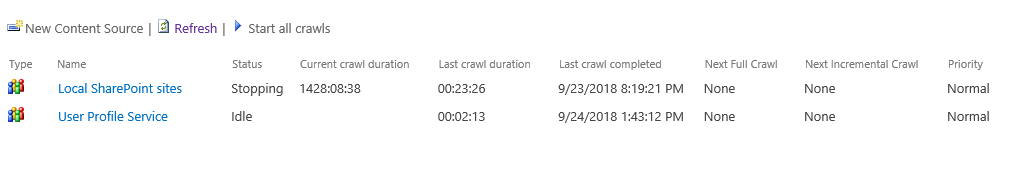 New Content Source | Refresh | Start all crawls
Type Name Status Current crawl duration Last crawl duration Last crawl completed Next Full Crawl Next Incremental Crawl Priority
Local SharePoint sites Stopping 1428:08:38 00:23:26 9/23/2018 8:19:21 PM None None Normal
User Profile Service Idle 00:02:13 9/24/2018 1:43:12 PM None None Normal